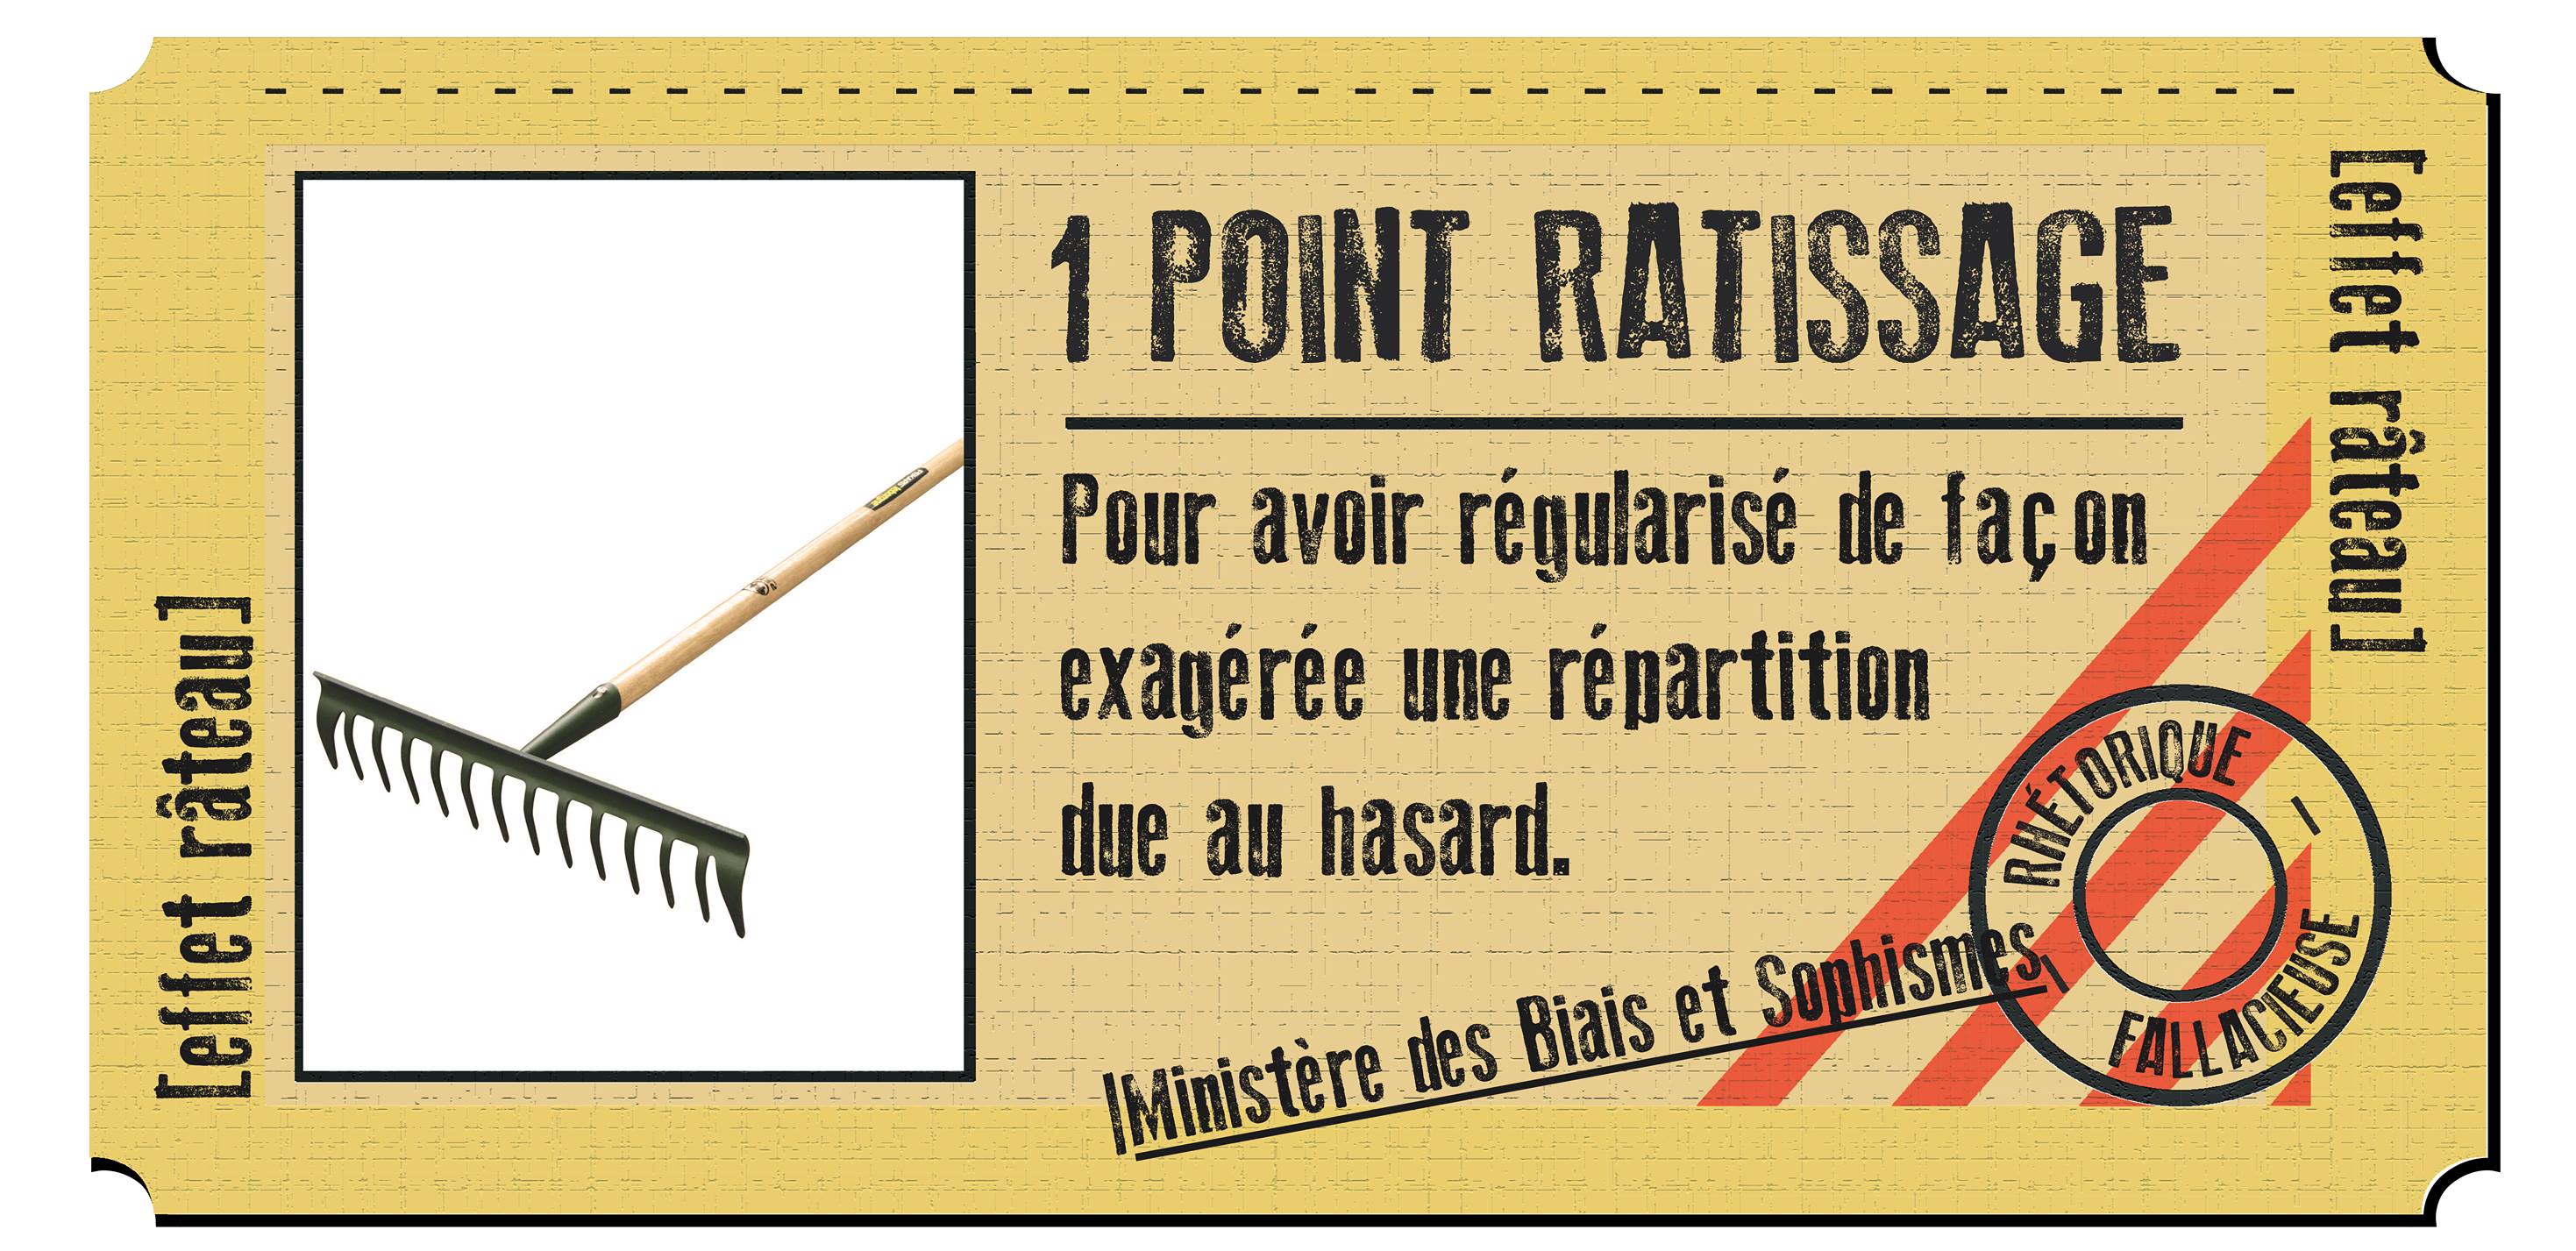 1 POINT RATISSAGE
Pour avoir régularisé de façon
exagérée une répartition
due au hasard.
|Ministère des Biais et Sophismes|
RHÉTORIQUE
FALLACIEUSE
[effet râteau]
[effet râteau]